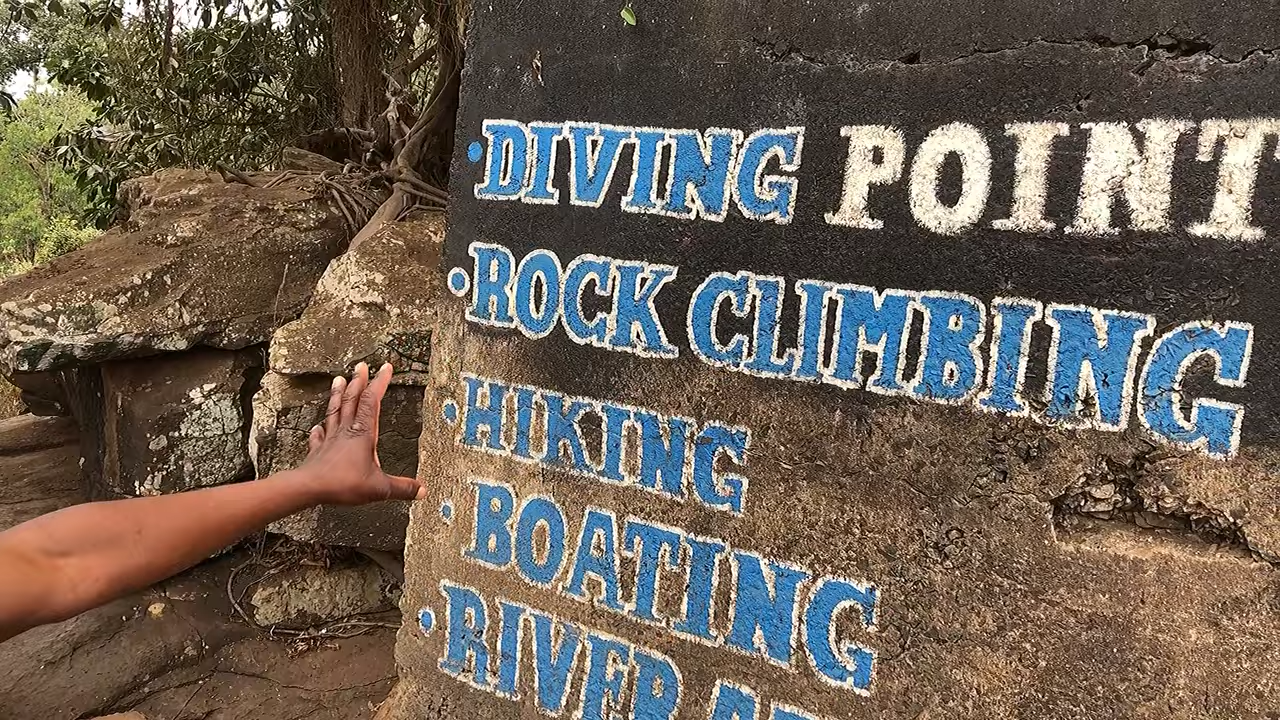 ·DIVING POINT
·ROCK CLIMBING
·HIKING
·BOATING
·RIVER